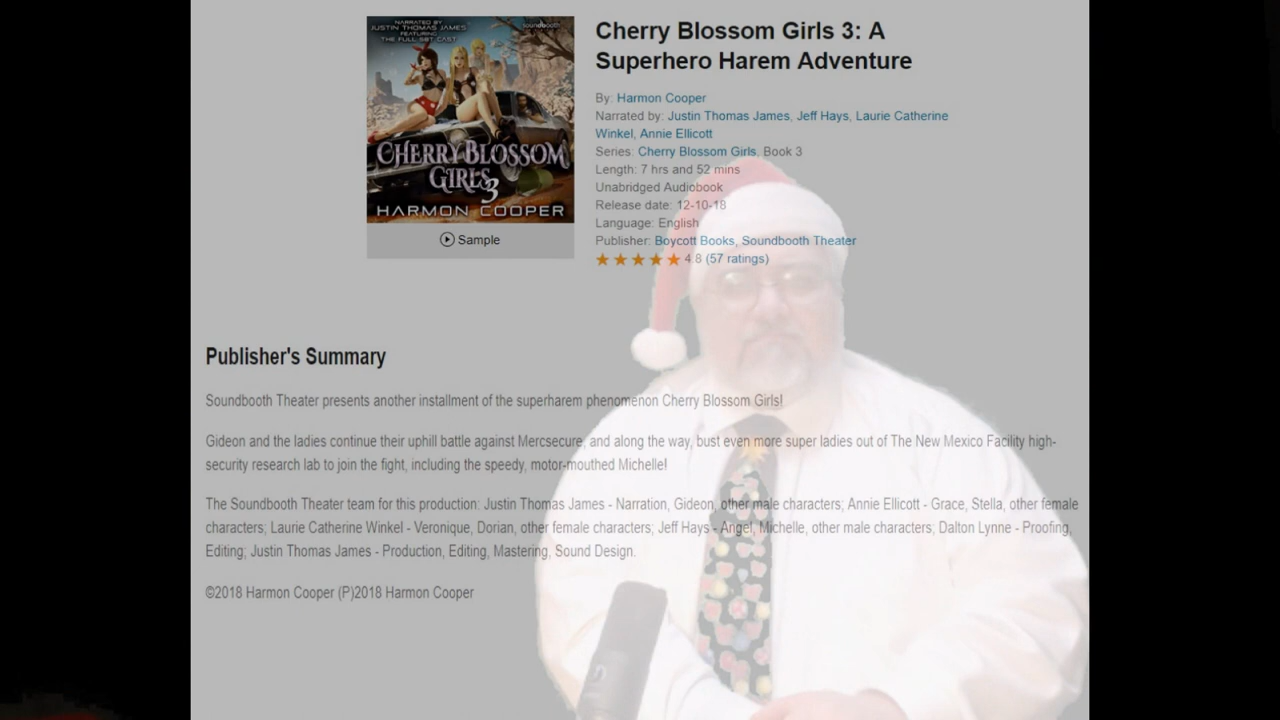 NARRATED BY
JUSTIN THOMAS JAMES
FEATURING
THE FULL SBT CAST
soundbooth
CHERRY BLOSSOM
GIRLS 3
HARMON COOPER
Sample
Cherry Blossom Girls 3: A
Superhero Harem Adventure
By: Harmon Cooper
Narrated by: Justin Thomas James, Jeff Hays, Laurie Catherine
Winkel, Annie Ellicott
Series: Cherry Blossom Girls, Book 3
Length: 7 hrs and 52 mins
Unabridged Audiobook
Release date: 12-10-18
Language: English
Publisher: Boycott Books, Soundbooth Theater
4.8 (57 ratings)
Publisher's Summary
Soundbooth Theater presents another installment of the superharem phenomenon Cherry Blossom Girls!
Gideon and the ladies continue their uphill battle against Mercsecure, and along the way, bust even more super ladies out of The New Mexico Facility high-
security research lab to join the fight, including the speedy, motor-mouthed Michelle!
The Soundbooth Theater team for this production: Justin Thomas James - Narration, Gideon, other male characters; Annie Ellicott - Grace, Stella, other female
characters; Laurie Catherine Winkel - Veronique, Dorian, other female characters; Jeff Hays - Angel, Michelle, other male characters; Dalton Lynne - Proofing,
Editing; Justin Thomas James - Production, Editing, Mastering, Sound Design.
©2018 Harmon Cooper (P)2018 Harmon Cooper